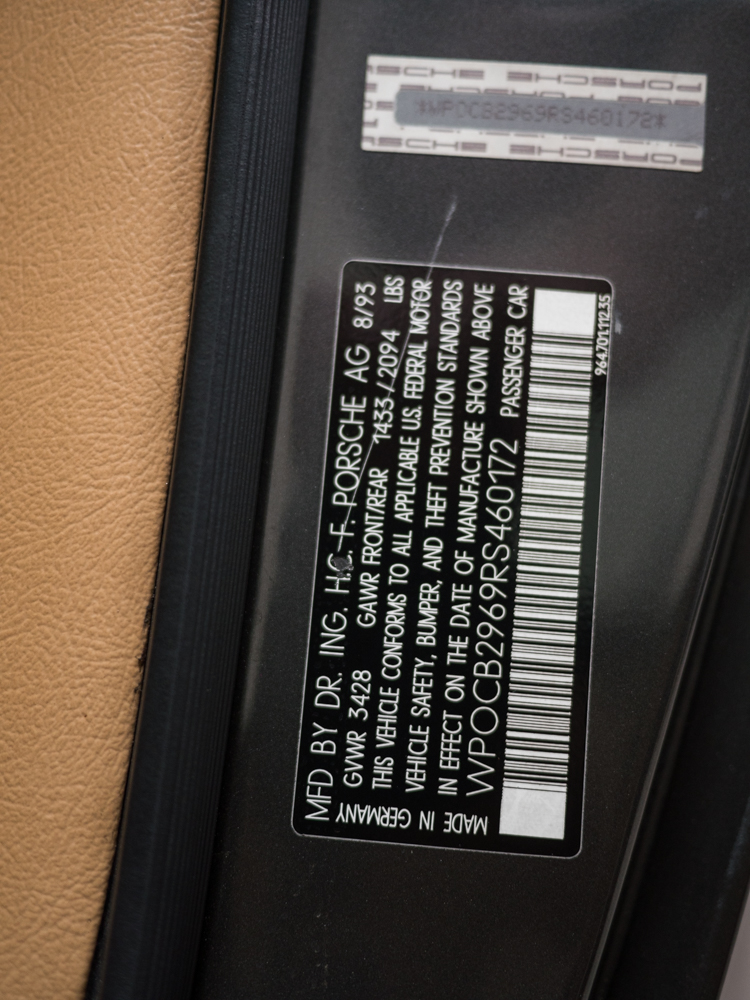 *WP0CB2969RS460172*
MFD BY DR. ING. H.C. F. PORSCHE AG 8/93
GVWR 3428 GAWR FRONT/REAR 1433/2094 LBS
THIS VEHICLE CONFORMS TO ALL APPLICABLE U.S. FEDERAL MOTOR
VEHICLE SAFETY, BUMPER, AND THEFT PREVENTION STANDARDS
IN EFFECT ON THE DATE OF MANUFACTURE SHOWN ABOVE
WP0CB2969RS460172 PASSENGER CAR
MADE IN GERMANY
964.701.112.35